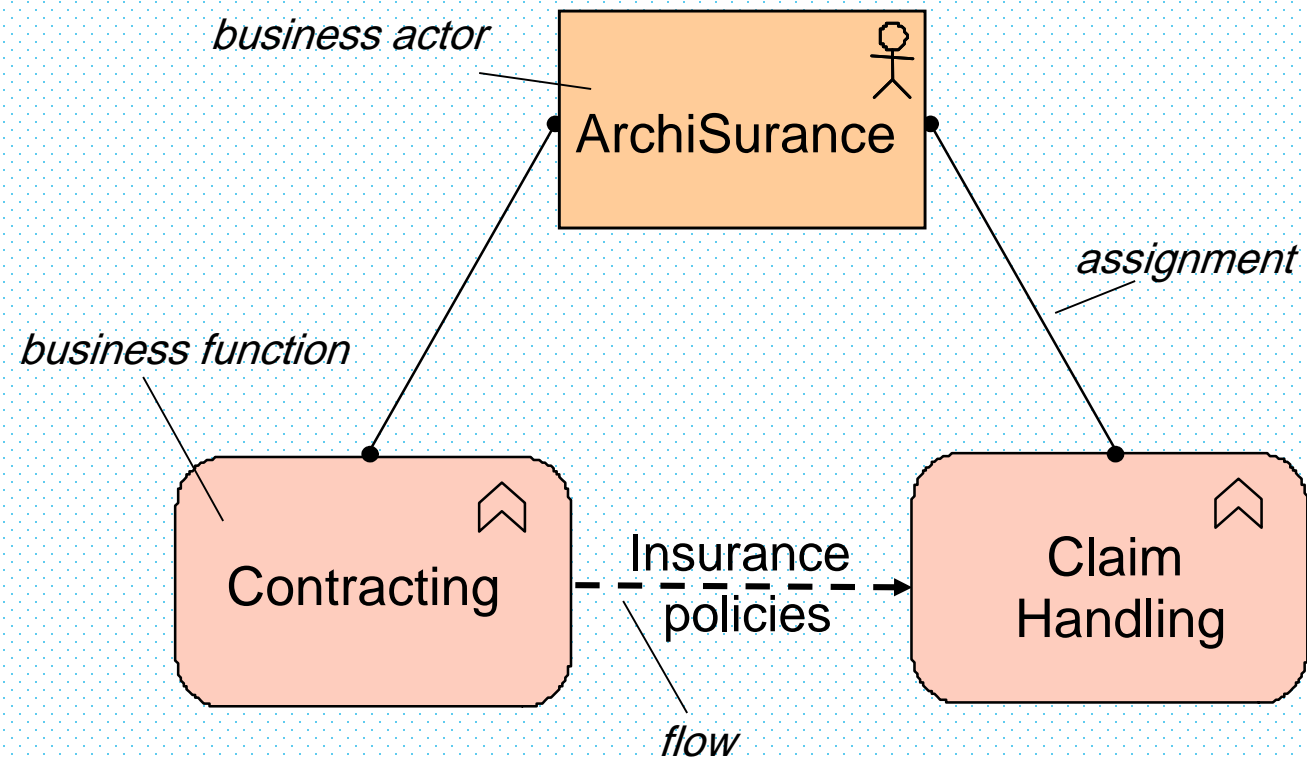 business actor
ArchiSurance
assignment
business function
Contracting
Insurance
policies
Claim
Handling
flow